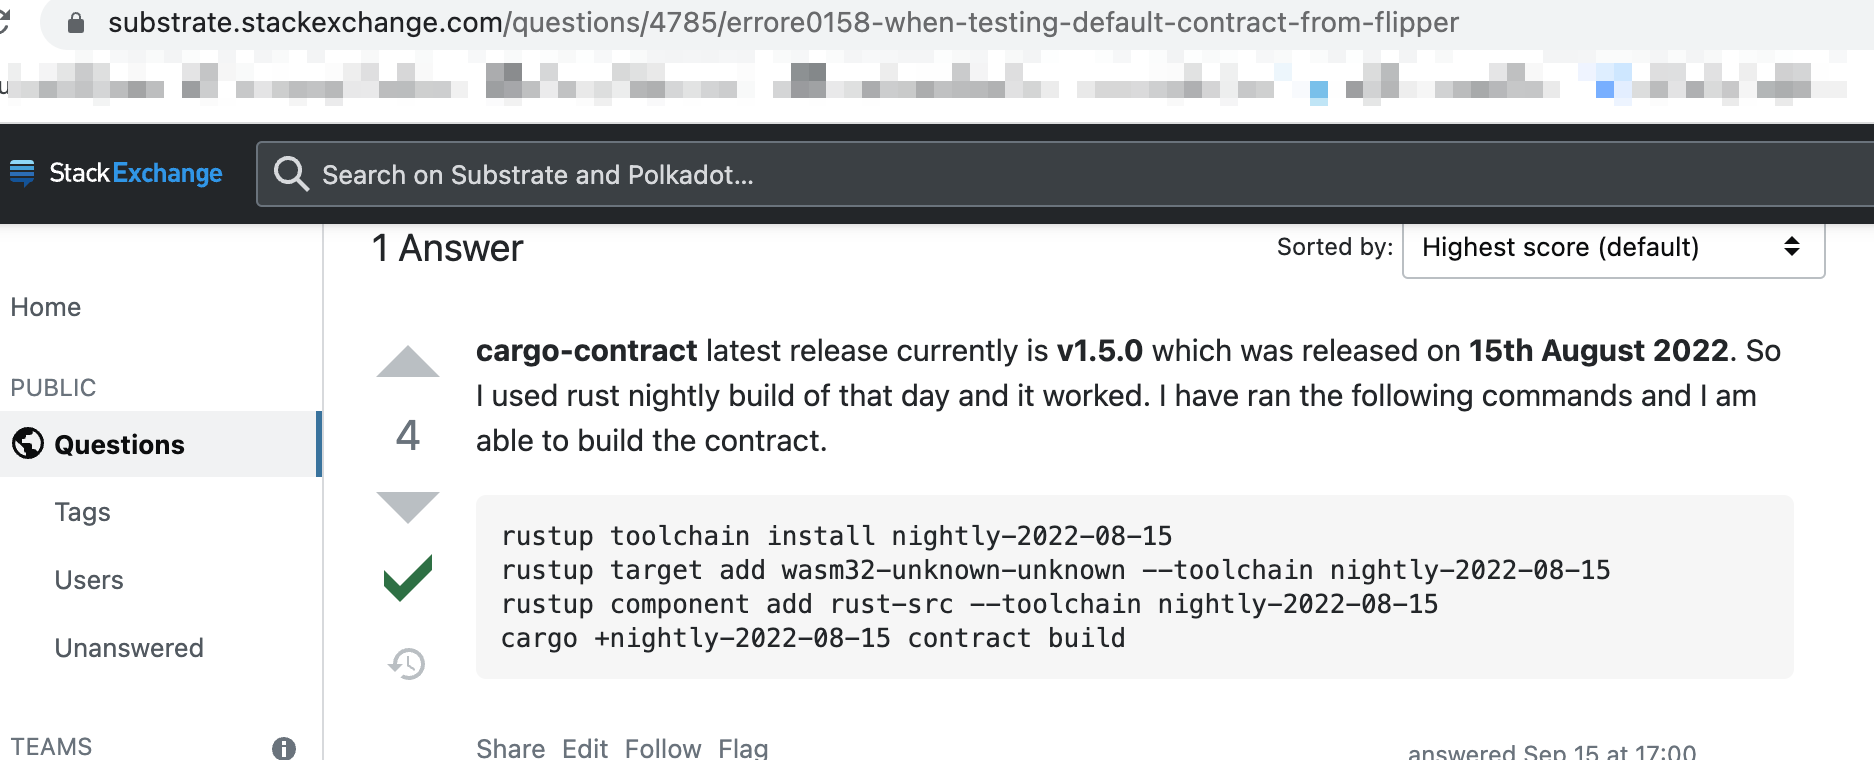 substrate.stackexchange.com/questions/4785/errore0158-when-testing-default-contract-from-flipper
StackExchange
Search on Substrate and Polkadot...
1 Answer
Sorted by:
Highest score (default)
Home
PUBLIC
Questions
Tags
Users
Unanswered
TEAMS
4
cargo-contract latest release currently is v1.5.0 which was released on 15th August 2022. So
I used rust nightly build of that day and it worked. I have ran the following commands and I am
able to build the contract.
rustup toolchain install nightly-2022-08-15
rustup target add wasm32-unknown-unknown --toolchain nightly-2022-08-15
rustup component add rust-src --toolchain nightly-2022-08-15
cargo +nightly-2022-08-15 contract build
Share Edit Follow Flag
answered Sep 15 at 17:00